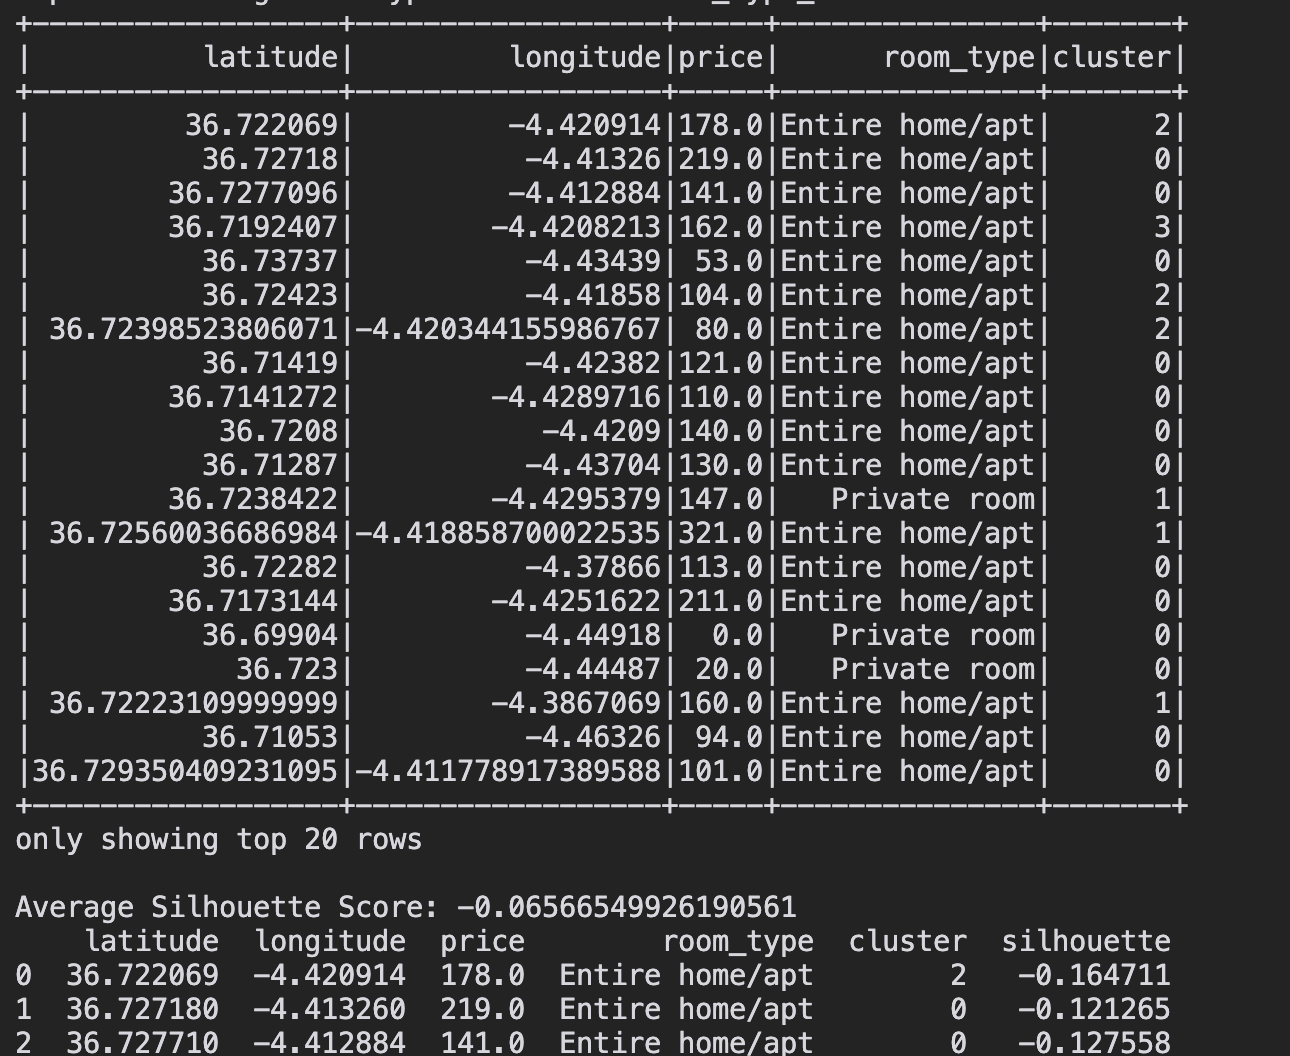 +------------------+------------------+-----+---------------+-------+
|          latitude|         longitude|price|      room_type|cluster|
+------------------+------------------+-----+---------------+-------+
|         36.722069|         -4.420914|178.0|Entire home/apt|      2|
|          36.72718|          -4.41326|219.0|Entire home/apt|      0|
|        36.7277096|         -4.412884|141.0|Entire home/apt|      0|
|        36.7192407|        -4.4208213|162.0|Entire home/apt|      3|
|          36.73737|          -4.43439| 53.0|Entire home/apt|      0|
|          36.72423|          -4.41858|104.0|Entire home/apt|      2|
| 36.72398523806071|-4.420344155986767| 80.0|Entire home/apt|      2|
|          36.71419|          -4.42382|121.0|Entire home/apt|      0|
|        36.7141272|        -4.4289716|110.0|Entire home/apt|      0|
|           36.7208|           -4.4209|140.0|Entire home/apt|      0|
|          36.71287|          -4.43704|130.0|Entire home/apt|      0|
|        36.7238422|        -4.4295379|147.0|   Private room|      1|
| 36.72560036686984|-4.418858700022535|321.0|Entire home/apt|      1|
|          36.72282|          -4.37866|113.0|Entire home/apt|      0|
|        36.7173144|        -4.4251622|211.0|Entire home/apt|      0|
|          36.69904|          -4.44918|  0.0|   Private room|      0|
|            36.723|          -4.44487| 20.0|   Private room|      0|
| 36.72223109999999|        -4.3867069|160.0|Entire home/apt|      1|
|          36.71053|          -4.46326| 94.0|Entire home/apt|      0|
|36.729350409231095|-4.411778917389588|101.0|Entire home/apt|      0|
+------------------+------------------+-----+---------------+-------+
only showing top 20 rows
Average Silhouette Score: -0.06566549926190561
    latitude  longitude  price        room_type  cluster  silhouette
0  36.722069  -4.420914  178.0  Entire home/apt        2   -0.164711
1  36.727180  -4.413260  219.0  Entire home/apt        0   -0.121265
2  36.727710  -4.412884  141.0  Entire home/apt        0   -0.127558